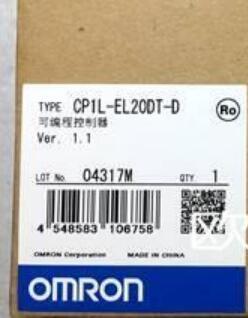 TYPE CP1L-EL20DT-D
Ro
可编程控制器
Ver. 1.1
LOT No. 04317M QTY 1
4 548583 106758
OMRON Corporation MADE IN CHINA
OMRON